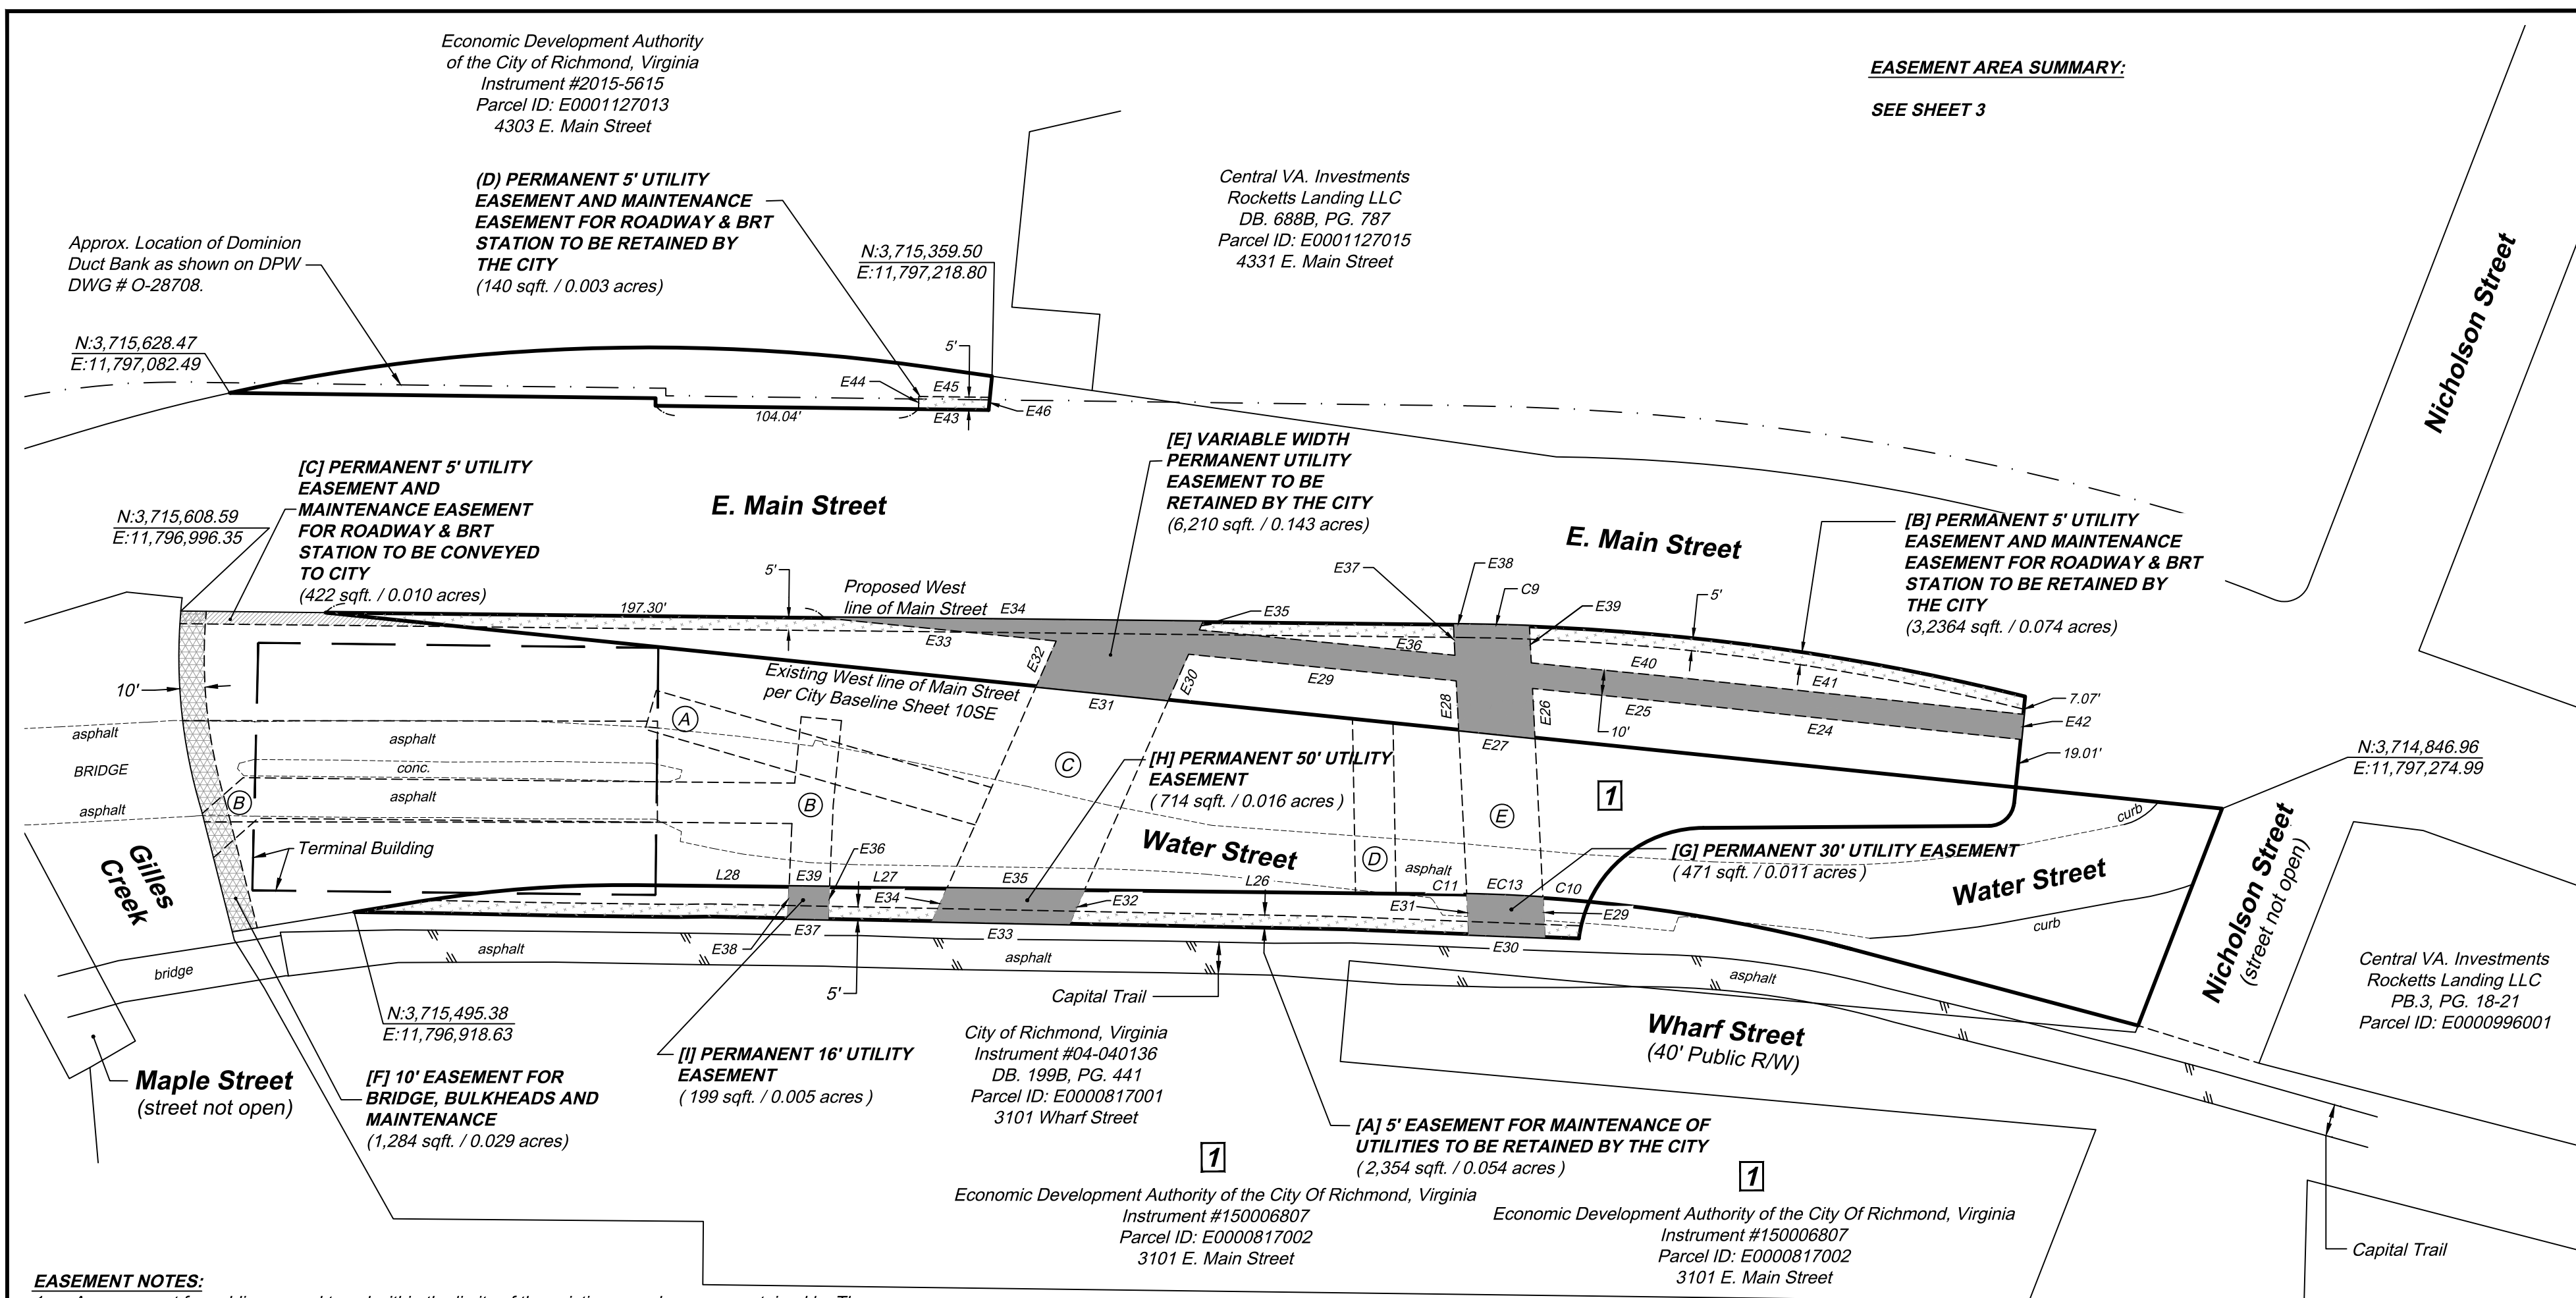 Economic Development Authority
of the City of Richmond, Virginia
Instrument #2015-5615
Parcel ID: E0001127013
4303 E. Main Street
EASEMENT AREA SUMMARY:
SEE SHEET 3
(D) PERMANENT 5' UTILITY
EASEMENT AND MAINTENANCE
EASEMENT FOR ROADWAY & BRT
STATION TO BE RETAINED BY
THE CITY
(140 sqft. / 0.003 acres)
Central VA. Investments
Rocketts Landing LLC
DB. 688B, PG. 787
Parcel ID: E0001127015
4331 E. Main Street
Approx. Location of Dominion
Duct Bank as shown on DPW
DWG # O-28708.
N:3,715,359.50
E:11,797,218.80
N:3,715,628.47
E:11,797,082.49
Nicholson Street
5'
E44
E45
E46
104.04'
E43
[C] PERMANENT 5' UTILITY
EASEMENT AND
MAINTENANCE EASEMENT
FOR ROADWAY & BRT
STATION TO BE CONVEYED
TO CITY
(422 sqft. / 0.010 acres)
E. Main Street
[E] VARIABLE WIDTH
PERMANENT UTILITY
EASEMENT TO BE
RETAINED BY THE CITY
(6,210 sqft. / 0.143 acres)
N:3,715,608.59
E:11,796,996.35
E. Main Street
[B] PERMANENT 5' UTILITY
EASEMENT AND MAINTENANCE
EASEMENT FOR ROADWAY & BRT
STATION TO BE RETAINED BY
THE CITY
(3,2364 sqft. / 0.074 acres)
5'
Proposed West
line of Main Street
E34
197.30'
E37
E38
C9
E39
5'
E35
E33
E32
E36
E40
E41
E30
E29
E28
E26
E25
E24
10'
7.07'
E42
19.01'
Existing West line of Main Street
per City Baseline Sheet 10SE
E31
E27
10'
A
asphalt
asphalt
BRIDGE
conc.
asphalt
asphalt
B
B
C
[H] PERMANENT 50' UTILITY
EASEMENT
(714 sqft. / 0.016 acres)
1
E
D
N:3,714,846.96
E:11,797,274.99
curb
Terminal Building
Gilles
Creek
Water Street
asphalt
[G] PERMANENT 30' UTILITY EASEMENT
(471 sqft. / 0.011 acres)
Water Street
curb
Nicholson Street
(street not open)
E36
L28
E39
L27
E35
L26
C11
EC13
C10
E34
E32
E31
E29
E38
E37
E33
E30
asphalt
asphalt
asphalt
bridge
5'
Capital Trail
Central VA. Investments
Rocketts Landing LLC
PB.3, PG. 18-21
Parcel ID: E0000996001
N:3,715,495.38
E:11,796,918.63
City of Richmond, Virginia
Instrument #04-040136
DB. 199B, PG. 441
Parcel ID: E0000817001
3101 Wharf Street
Wharf Street
(40' Public R/W)
Maple Street
(street not open)
[F] 10' EASEMENT FOR
BRIDGE, BULKHEADS AND
MAINTENANCE
(1,284 sqft. / 0.029 acres)
[I] PERMANENT 16' UTILITY
EASEMENT
(199 sqft. / 0.005 acres)
[A] 5' EASEMENT FOR MAINTENANCE OF
UTILITIES TO BE RETAINED BY THE CITY
(2,354 sqft. / 0.054 acres)
1
Economic Development Authority of the City Of Richmond, Virginia
Instrument #150006807
Parcel ID: E0000817002
3101 E. Main Street
1
Economic Development Authority of the City Of Richmond, Virginia
Instrument #150006807
Parcel ID: E0000817002
3101 E. Main Street
Capital Trail
EASEMENT NOTES: